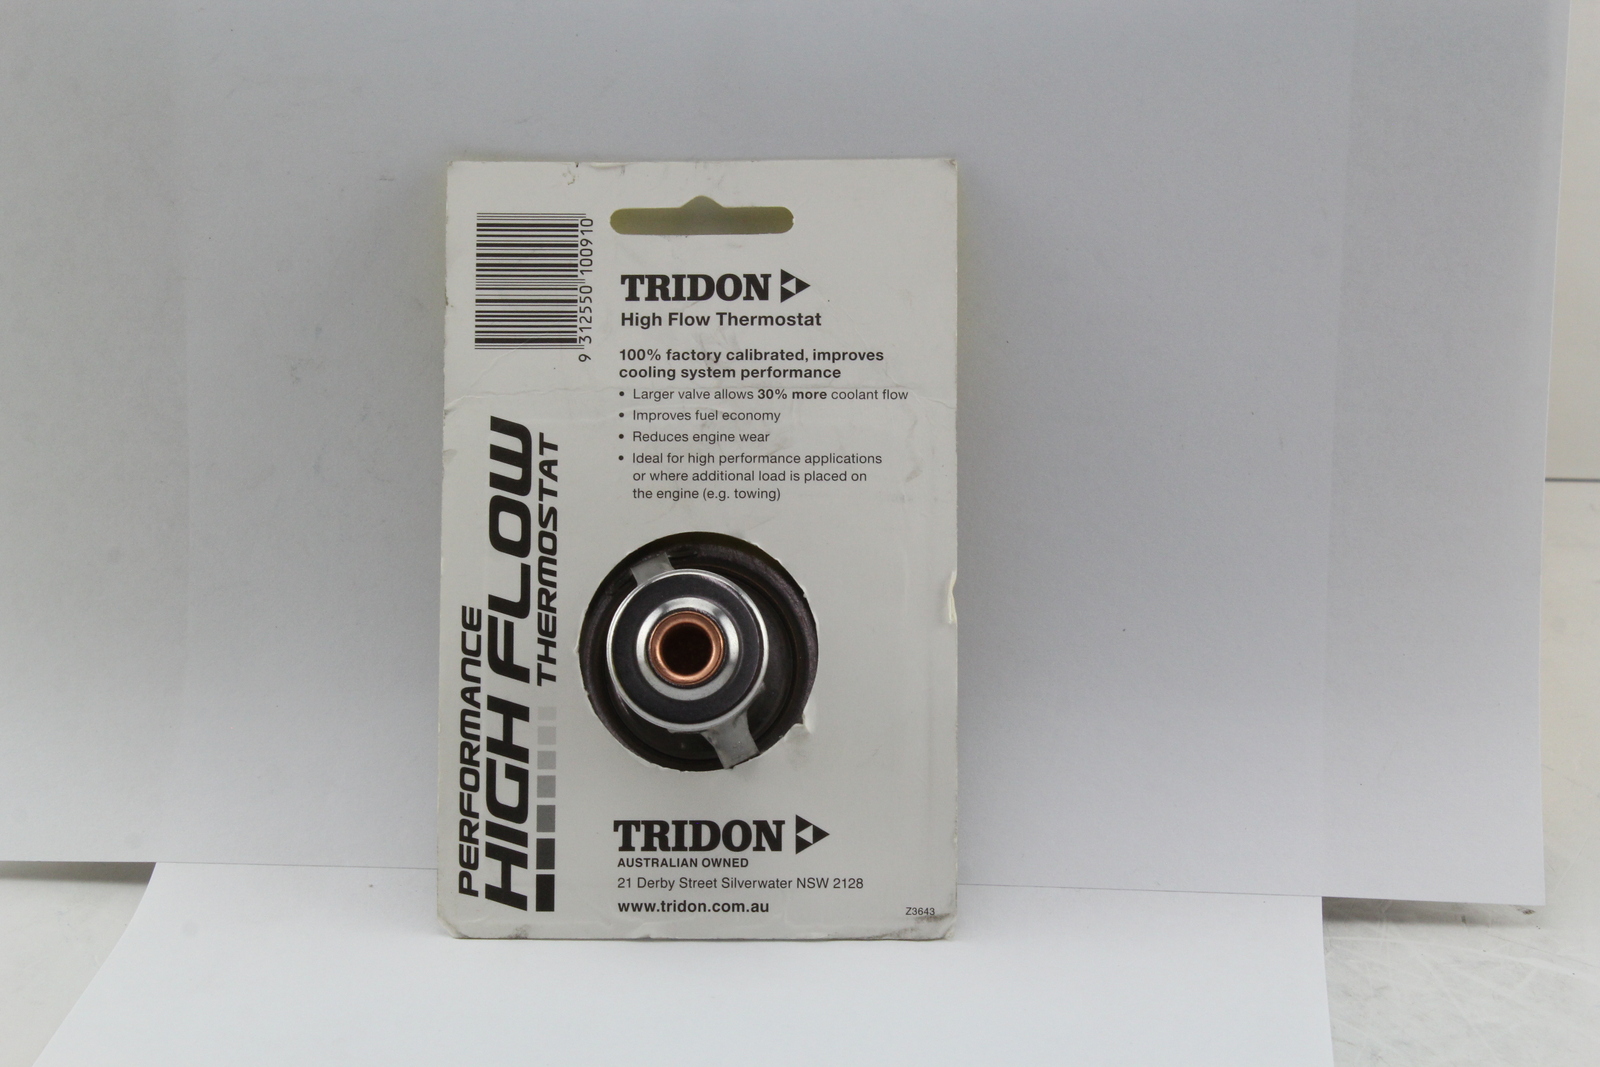 9 312550 100910
TRIDON
High Flow Thermostat
100% factory calibrated, improves
cooling system performance
• Larger valve allows 30% more coolant flow
• Improves fuel economy
• Reduces engine wear
• Ideal for high performance applications
or where additional load is placed on
the engine (e.g. towing)
PERFORMANCE
HIGH FLOW
THERMOSTAT
TRIDON
AUSTRALIAN OWNED
21 Derby Street Silverwater NSW 2128
www.tridon.com.au
Z3643